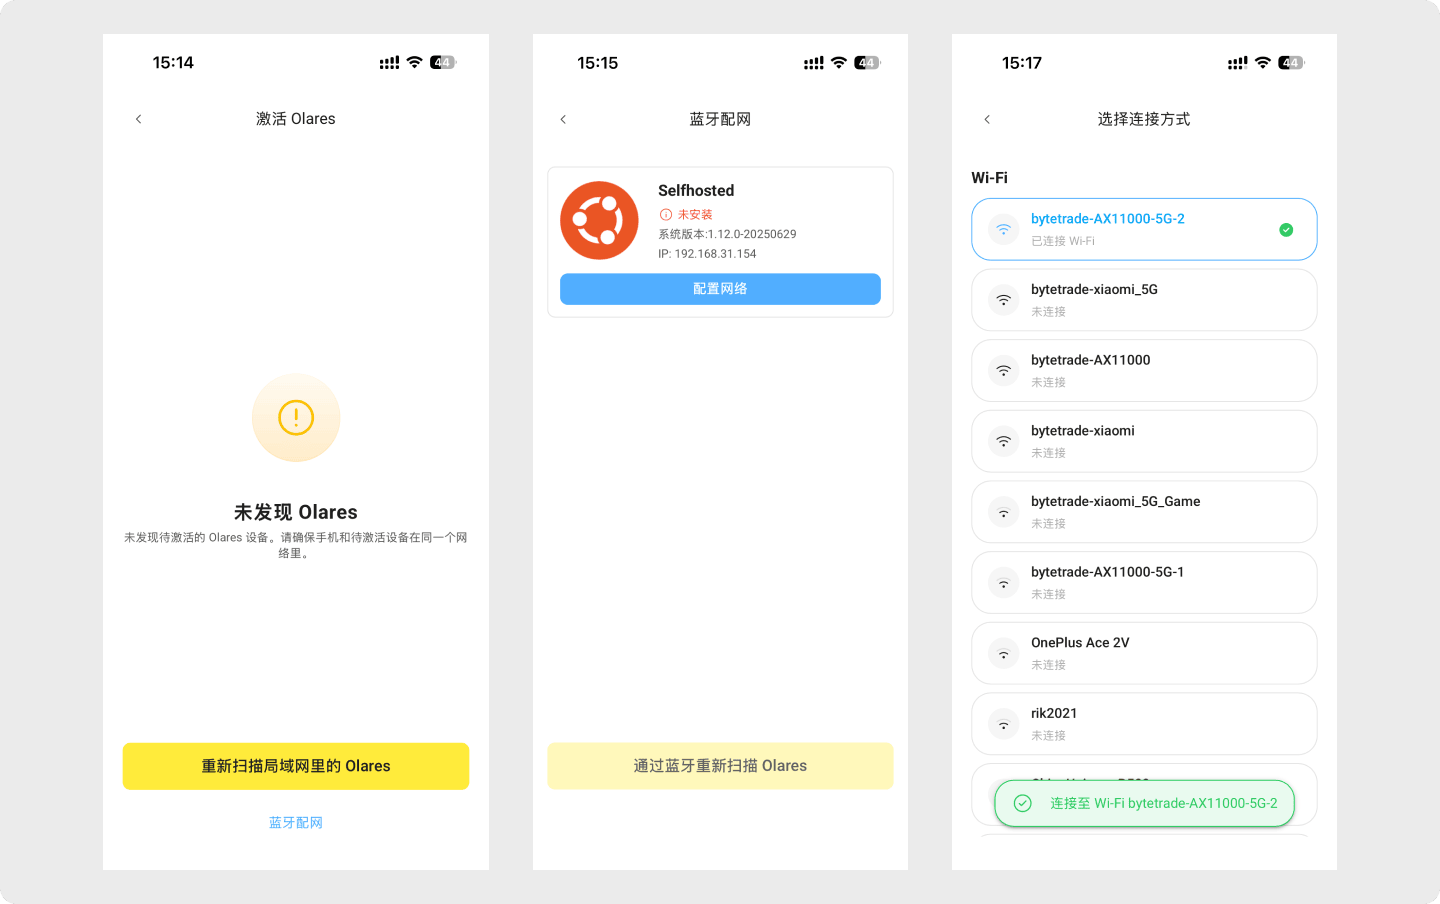 15:14
44
激活 Olares
未发现 Olares
未发现待激活的 Olares 设备。请确保手机和待激活设备在同一个网
络里。
重新扫描局域网里的 Olares
蓝牙配网
15:15
44
蓝牙配网
Selfhosted
未安装
系统版本:1.12.0-20250629
IP: 192.168.31.154
配置网络
通过蓝牙重新扫描 Olares
15:17
44
选择连接方式
Wi-Fi
bytetrade-AX11000-5G-2
已连接 Wi-Fi
bytetrade-xiaomi_5G
未连接
bytetrade-AX11000
未连接
bytetrade-xiaomi
未连接
bytetrade-xiaomi_5G_Game
未连接
bytetrade-AX11000-5G-1
未连接
OnePlus Ace 2V
未连接
rik2021
未连接
连接至 Wi-Fi bytetrade-AX11000-5G-2